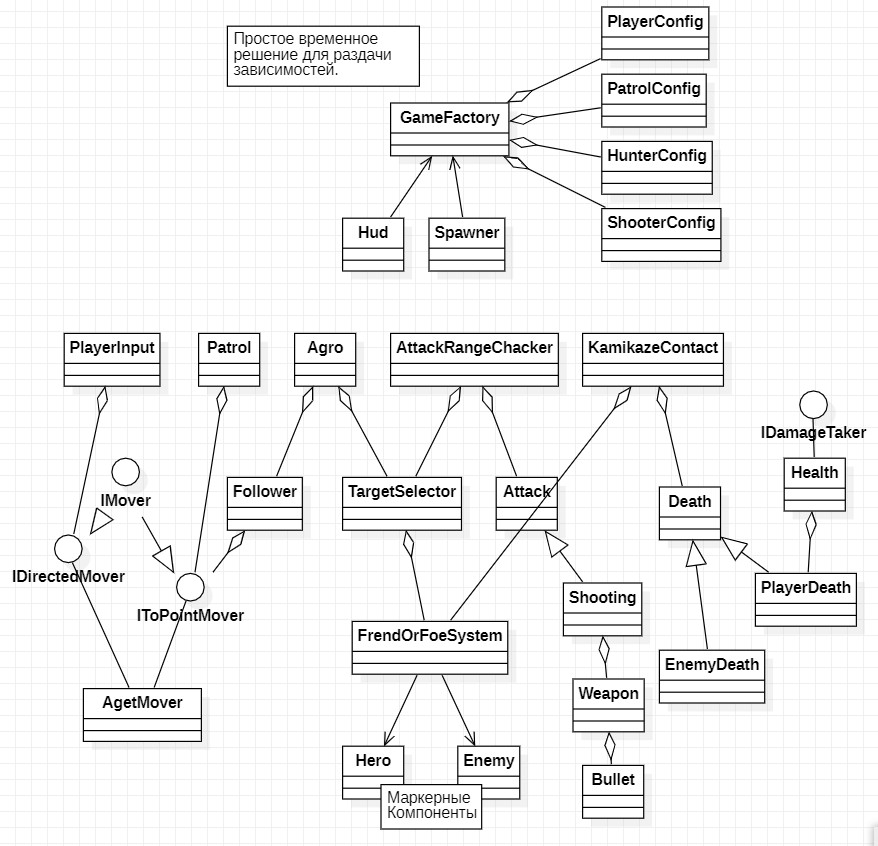 PlayerConfig
Простое временное
решение для раздачи
зависимостей.
PatrolConfig
GameFactory
HunterConfig
ShooterConfig
Hud
Spawner
PlayerInput
Patrol
Agro
AttackRangeChacker
KamikazeContact
IDamageTaker
Health
IMover
Follower
TargetSelector
Attack
Death
IDirectedMover
IToPointMover
PlayerDeath
Shooting
FrendOrFoeSystem
EnemyDeath
AgetMover
Weapon
Hero
Enemy
Bullet
Маркерные
Компоненты